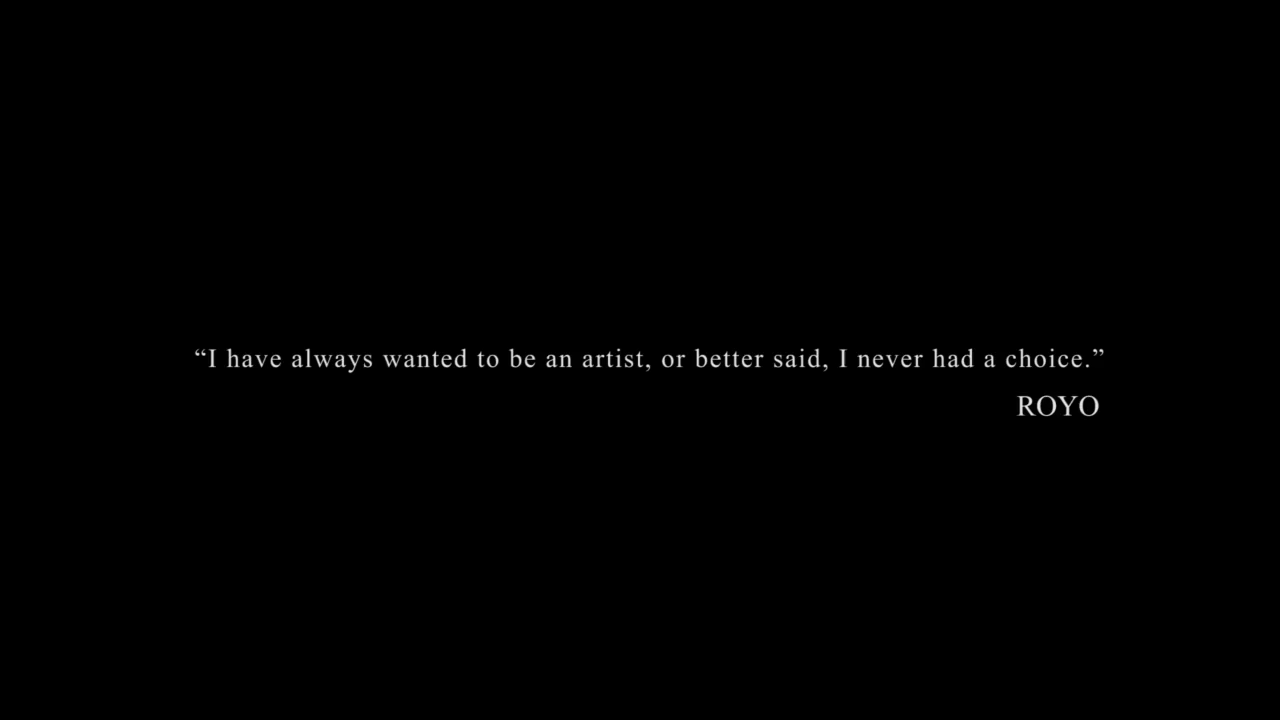 “I have always wanted to be an artist, or better said, I never had a choice.”
ROYO